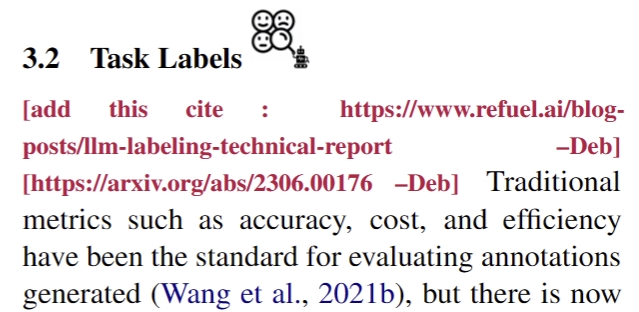 3.2 Task Labels
[add this cite : https://www.refuel.ai/blog-
posts/llm-labeling-technical-report –Deb]
[https://arxiv.org/abs/2306.00176 –Deb] Traditional
metrics such as accuracy, cost, and efficiency
have been the standard for evaluating annotations
generated (Wang et al., 2021b), but there is now